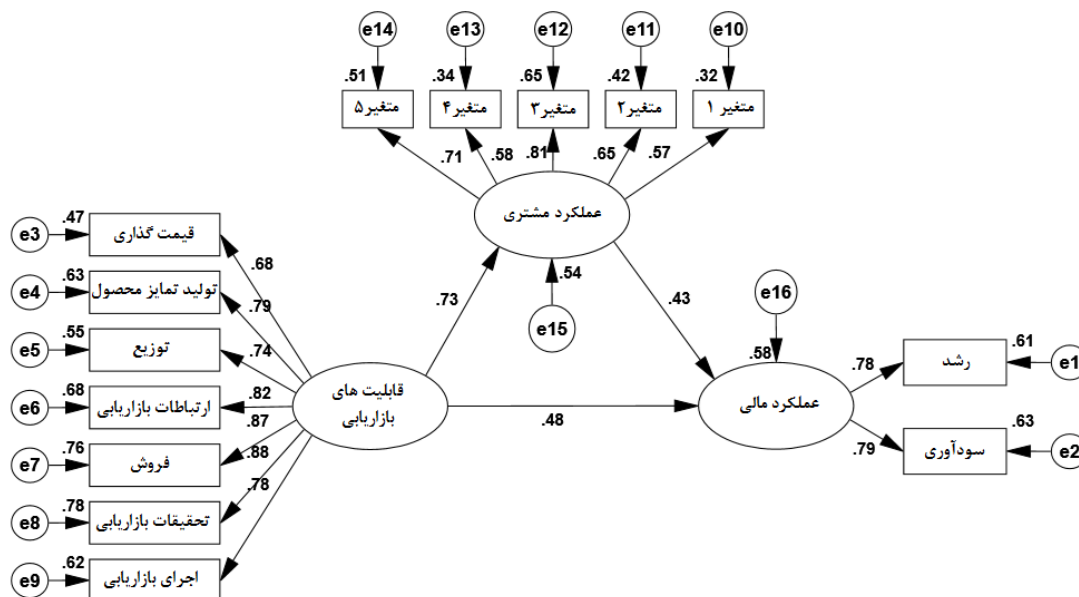 e14
e13
e12
e11
e10
.51
.34
.65
.42
.32
متغیر۵
متغیر۴
متغیر۳
متغیر۲
متغیر ۱
.71
.58
.81
.65
.57
عملکرد مشتری
.54
e15
.73
.43
.48
e3
.47
قیمت گذاری
.68
e4
.63
تولید تمایز محصول
.79
e5
.55
توزیع
.74
e6
.68
ارتباطات بازاریابی
.82
e7
.76
فروش
.87
e8
.78
تحقیقات بازاریابی
.88
e9
.62
اجرای بازاریابی
.78
قابلیت های
بازاریابی
e16
.58
عملکرد مالی
.78
رشد
.61
e1
.79
سودآوری
.63
e2